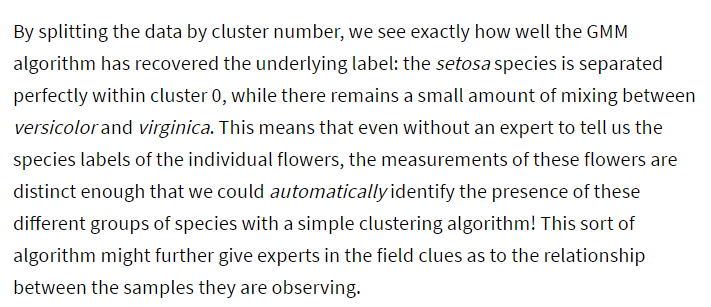 By splitting the data by cluster number, we see exactly how well the GMM
algorithm has recovered the underlying label: the setosa species is separated
perfectly within cluster 0, while there remains a small amount of mixing between
versicolor and virginica. This means that even without an expert to tell us the
species labels of the individual flowers, the measurements of these flowers are
distinct enough that we could automatically identify the presence of these
different groups of species with a simple clustering algorithm! This sort of
algorithm might further give experts in the field clues as to the relationship
between the samples they are observing.